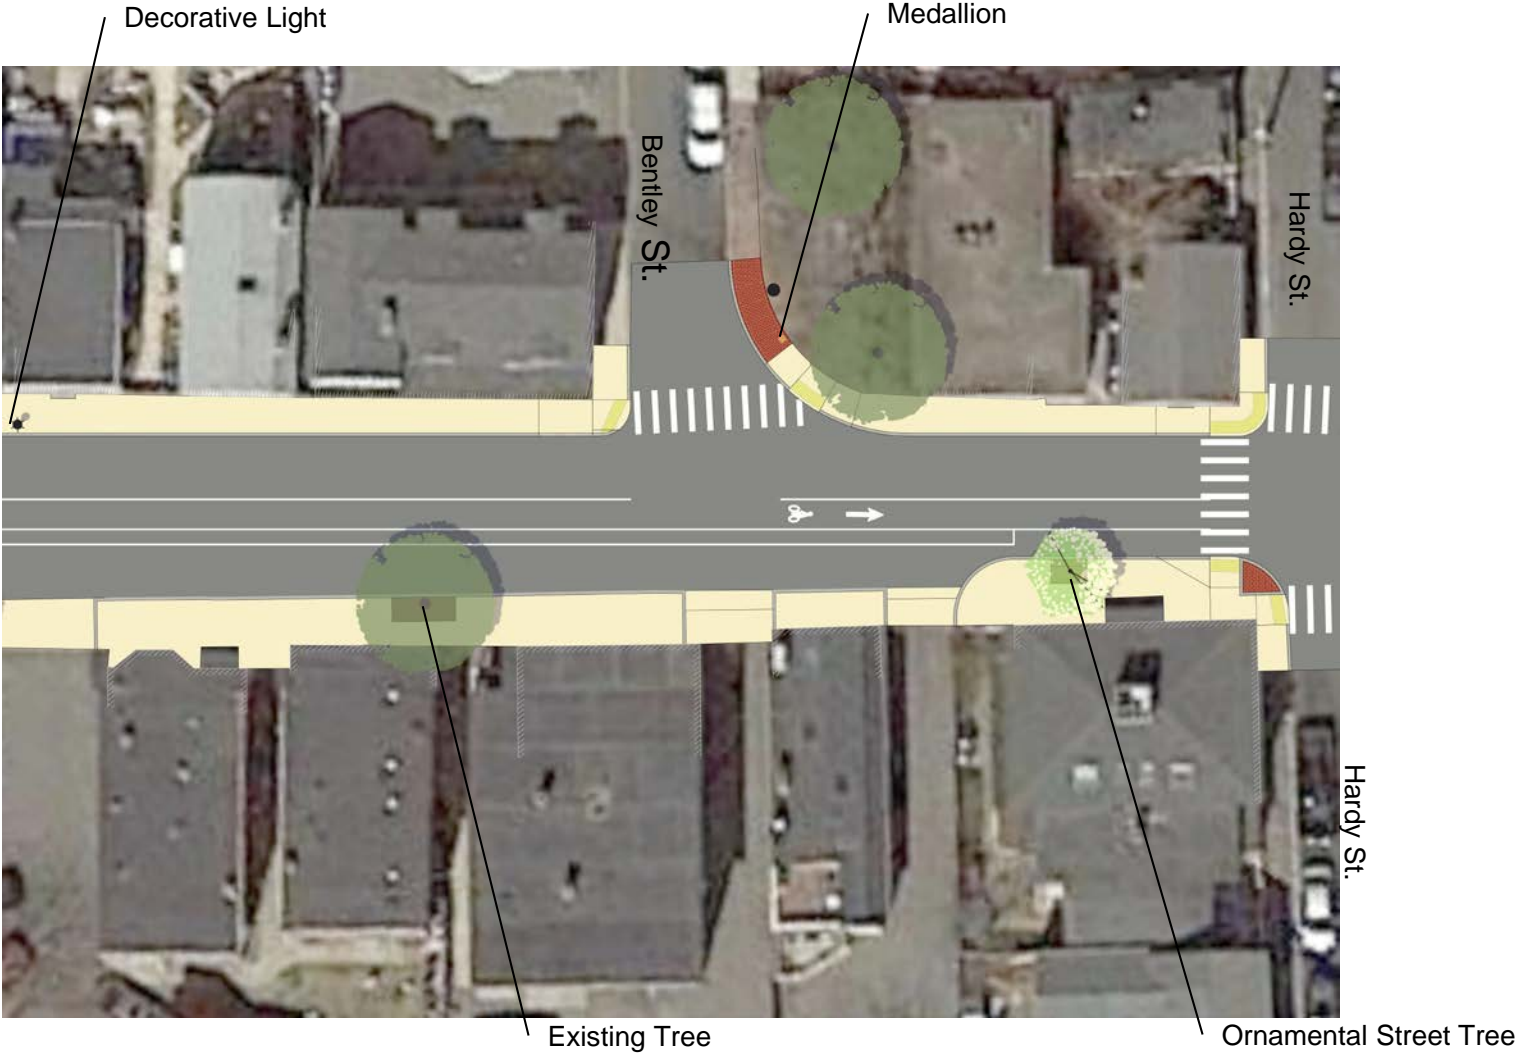 Decorative Light
Medallion
Bentley St.
Hardy St.
Hardy St.
Existing Tree
Ornamental Street Tree